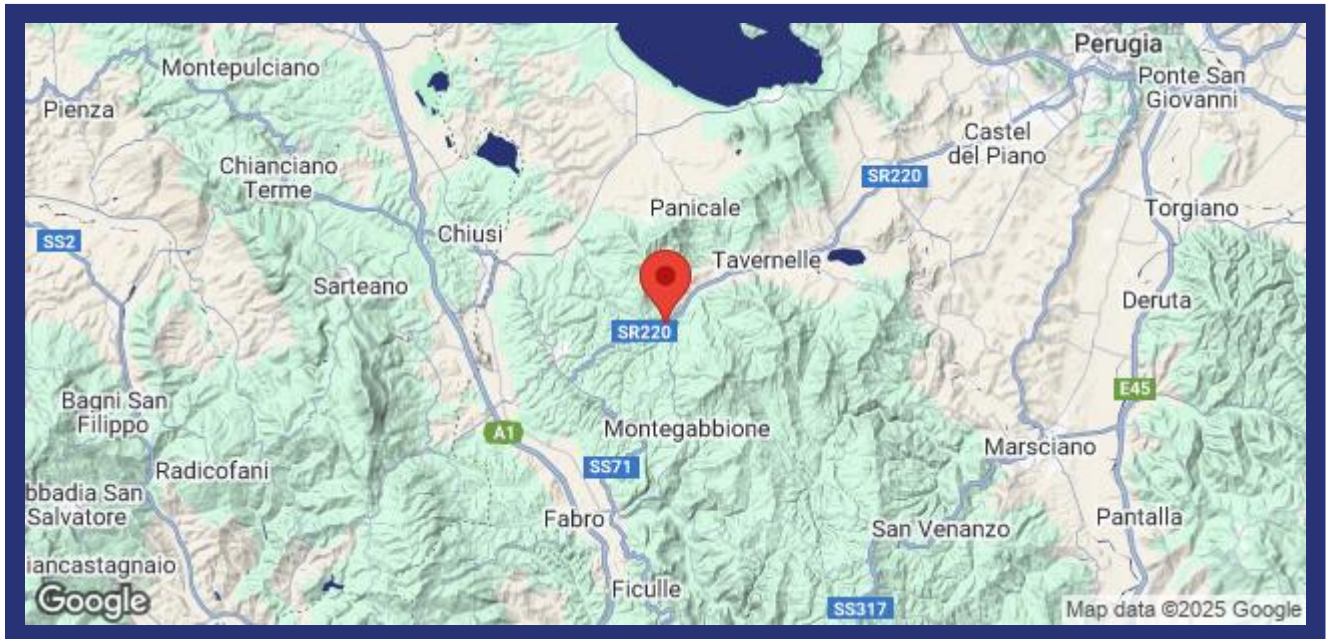 Perugia
Montepulciano
Ponte San
Giovanni
Pienza
Castel
del Piano
Chianciano
Terme
SR220
Panicale
Torgiano
Chiusi
SS2
Tavernelle
Sarteano
Deruta
SR220
E45
Bagni San
Filippo
Montegabbione
A1
Marsciano
SS71
Radicofani
bbadia San
Salvatore
Fabro
San Venanzo
Pantalla
iancastagnaio
Ficulle
Google
SS317
Map data ©2025 Google